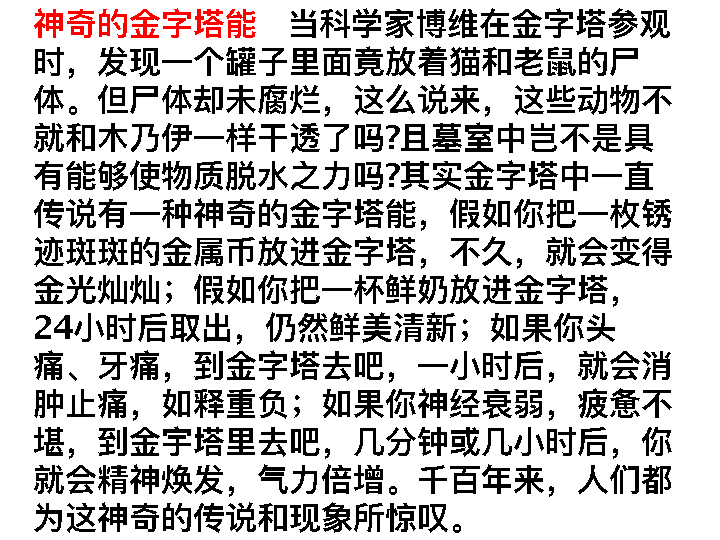 神奇的金字塔能　当科学家博维在金字塔参观
时，发现一个罐子里面竟放着猫和老鼠的尸
体。但尸体却未腐烂，这么说来，这些动物不
就和木乃伊一样干透了吗?且墓室中岂不是具
有能够使物质脱水之力吗?其实金字塔中一直
传说有一种神奇的金字塔能，假如你把一枚锈
迹斑斑的金属币放进金字塔，不久，就会变得
金光灿灿；假如你把一杯鲜奶放进金字塔，
24小时后取出，仍然鲜美清新；如果你头
痛、牙痛，到金字塔去吧，一小时后，就会消
肿止痛，如释重负；如果你神经衰弱，疲惫不
堪，到金字塔里去吧，几分钟或几小时后，你
就会精神焕发，气力倍增。千百年来，人们都
为这神奇的传说和现象所惊叹。